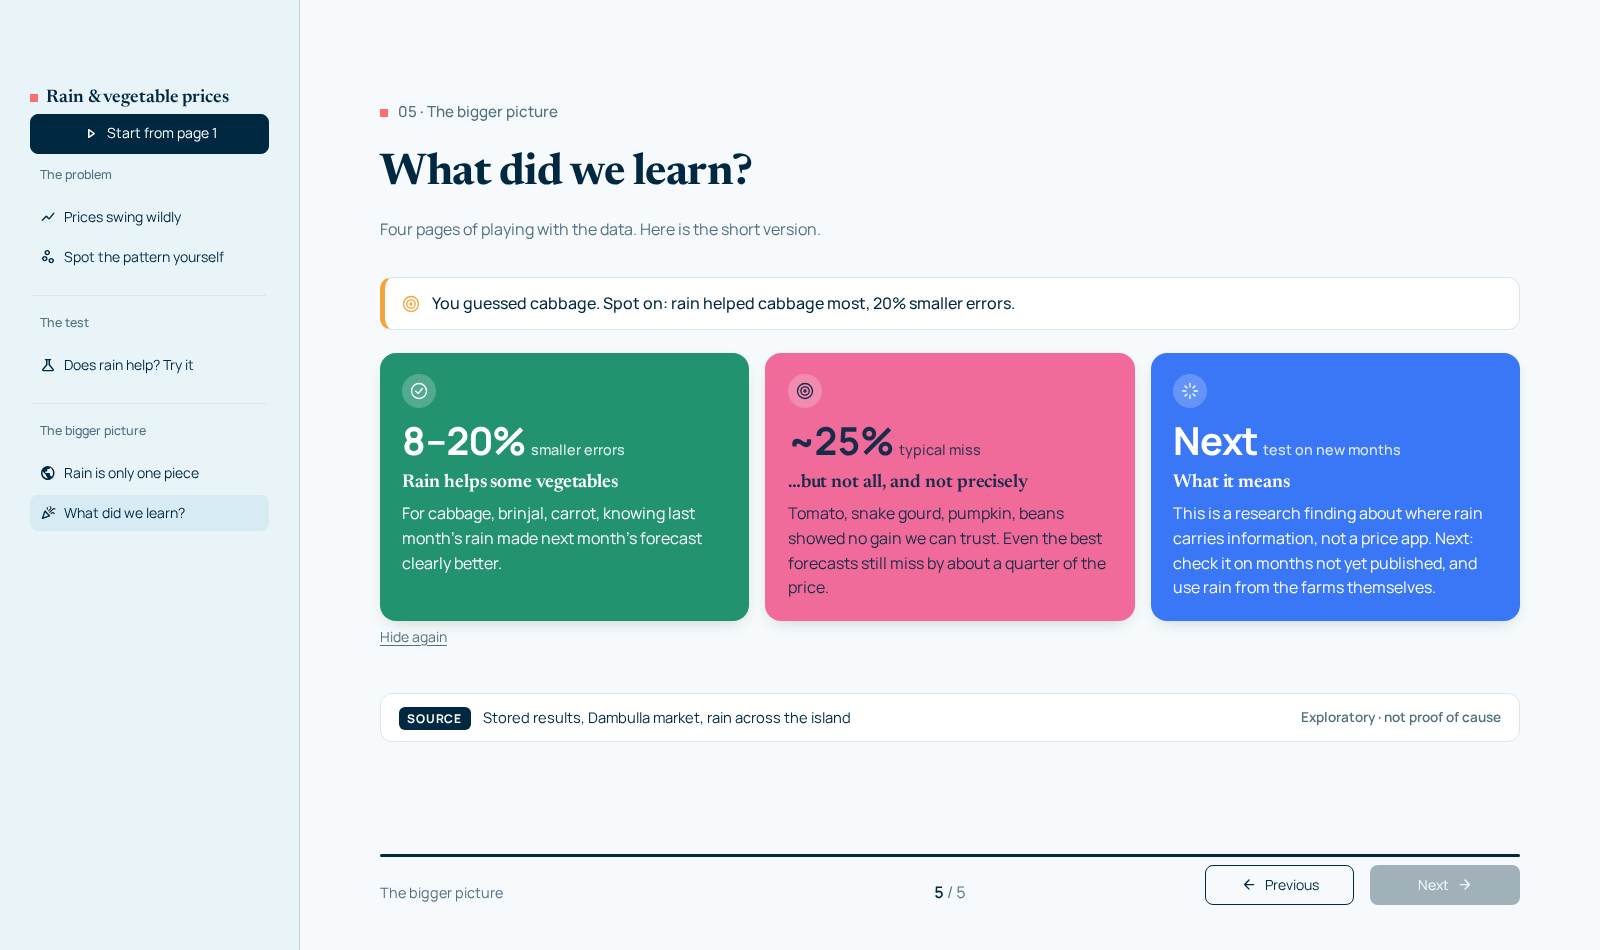 Rain & vegetable prices
Start from page 1
The problem
Prices swing wildly
Spot the pattern yourself
The test
Does rain help? Try it
The bigger picture
Rain is only one piece
What did we learn?
05 · The bigger picture
What did we learn?
Four pages of playing with the data. Here is the short version.
You guessed cabbage. Spot on: rain helped cabbage most, 20% smaller errors.
8–20% smaller errors
Rain helps some vegetables
For cabbage, brinjal, carrot, knowing last
month's rain made next month's forecast
clearly better.
~25% typical miss
...but not all, and not precisely
Tomato, snake gourd, pumpkin, beans
showed no gain we can trust. Even the best
forecasts still miss by about a quarter of the
price.
Next test on new months
What it means
This is a research finding about where rain
carries information, not a price app. Next:
check it on months not yet published, and
use rain from the farms themselves.
Hide again
SOURCE Stored results, Dambulla market, rain across the island
Exploratory · not proof of cause
The bigger picture
5 / 5
Previous
Next